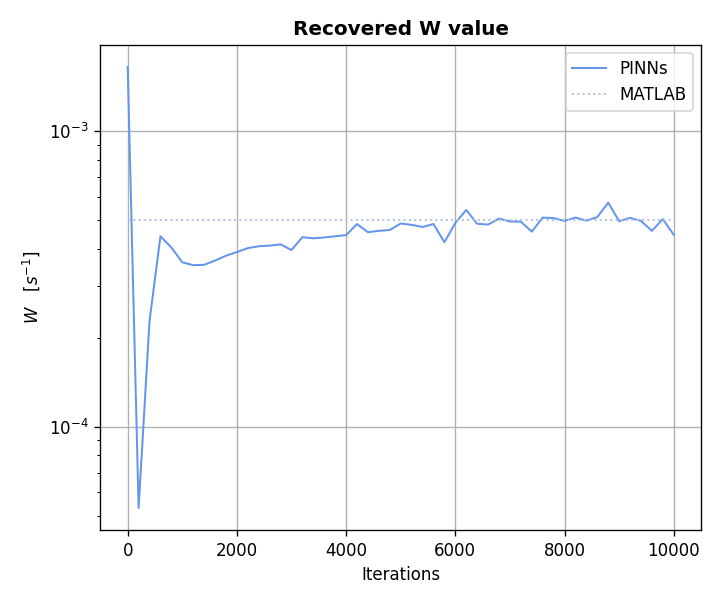 Recovered W value
PINNs
MATLAB
10⁻³
10⁻⁴
W [s⁻¹]
0 2000 4000 6000 8000 10000
Iterations